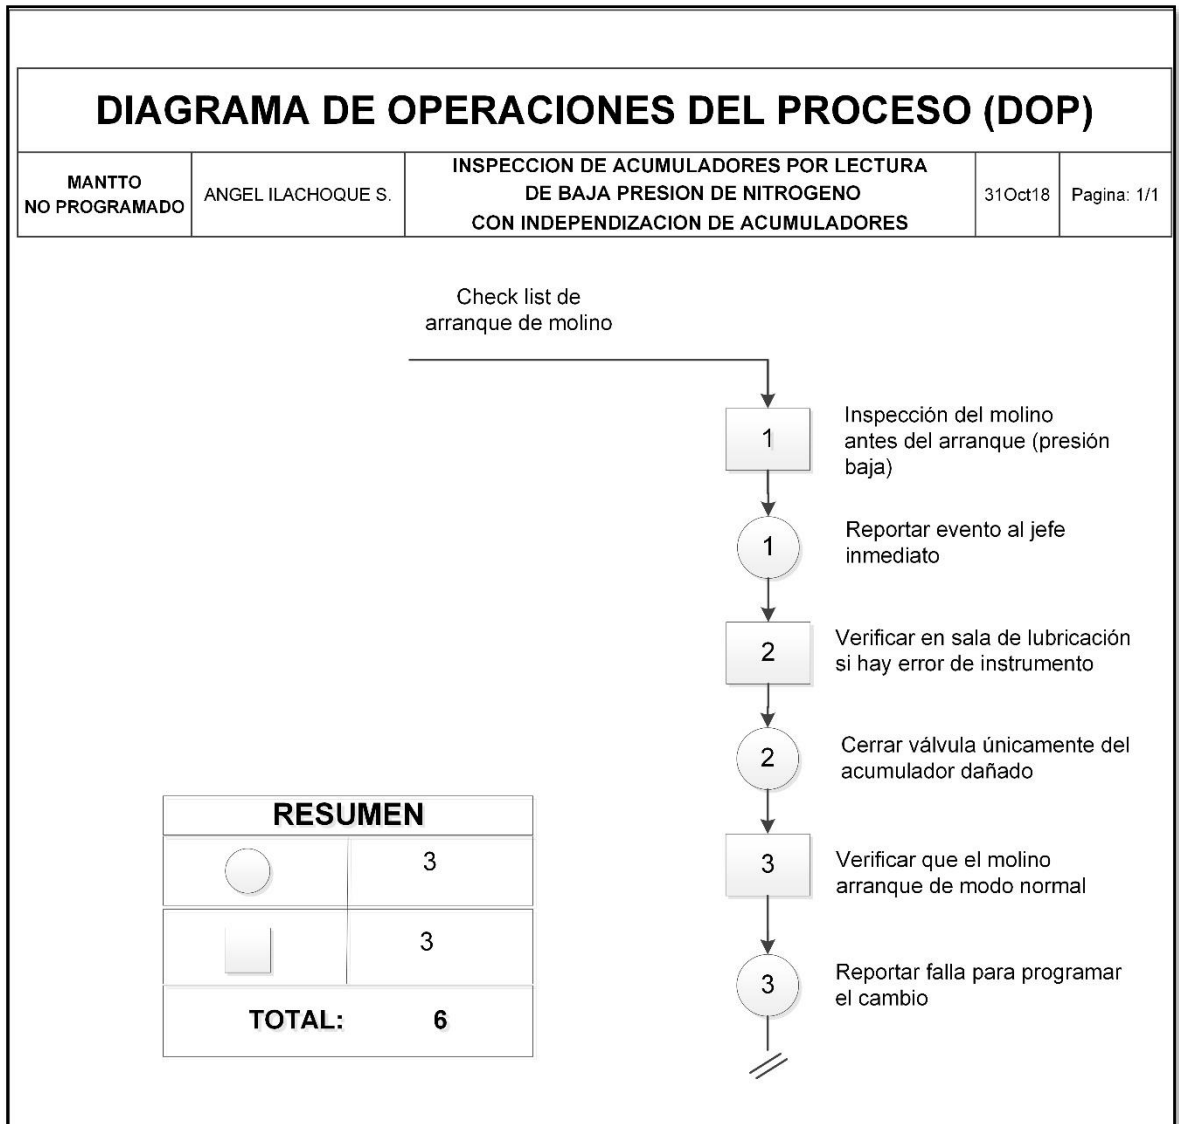 DIAGRAMA DE OPERACIONES DEL PROCESO (DOP)
MANTTO
NO PROGRAMADO
ANGEL ILACHOQUE S.
INSPECCION DE ACUMULADORES POR LECTURA
DE BAJA PRESION DE NITROGENO
CON INDEPENDIZACION DE ACUMULADORES
31Oct18
Pagina: 1/1
Check list de
arranque de molino
1
Inspección del molino
antes del arranque (presión
baja)
1
Reportar evento al jefe
inmediato
2
Verificar en sala de lubricación
si hay error de instrumento
2
Cerrar válvula únicamente del
acumulador dañado
3
Verificar que el molino
arranque de modo normal
3
Reportar falla para programar
el cambio
RESUMEN
3
3
TOTAL: 6